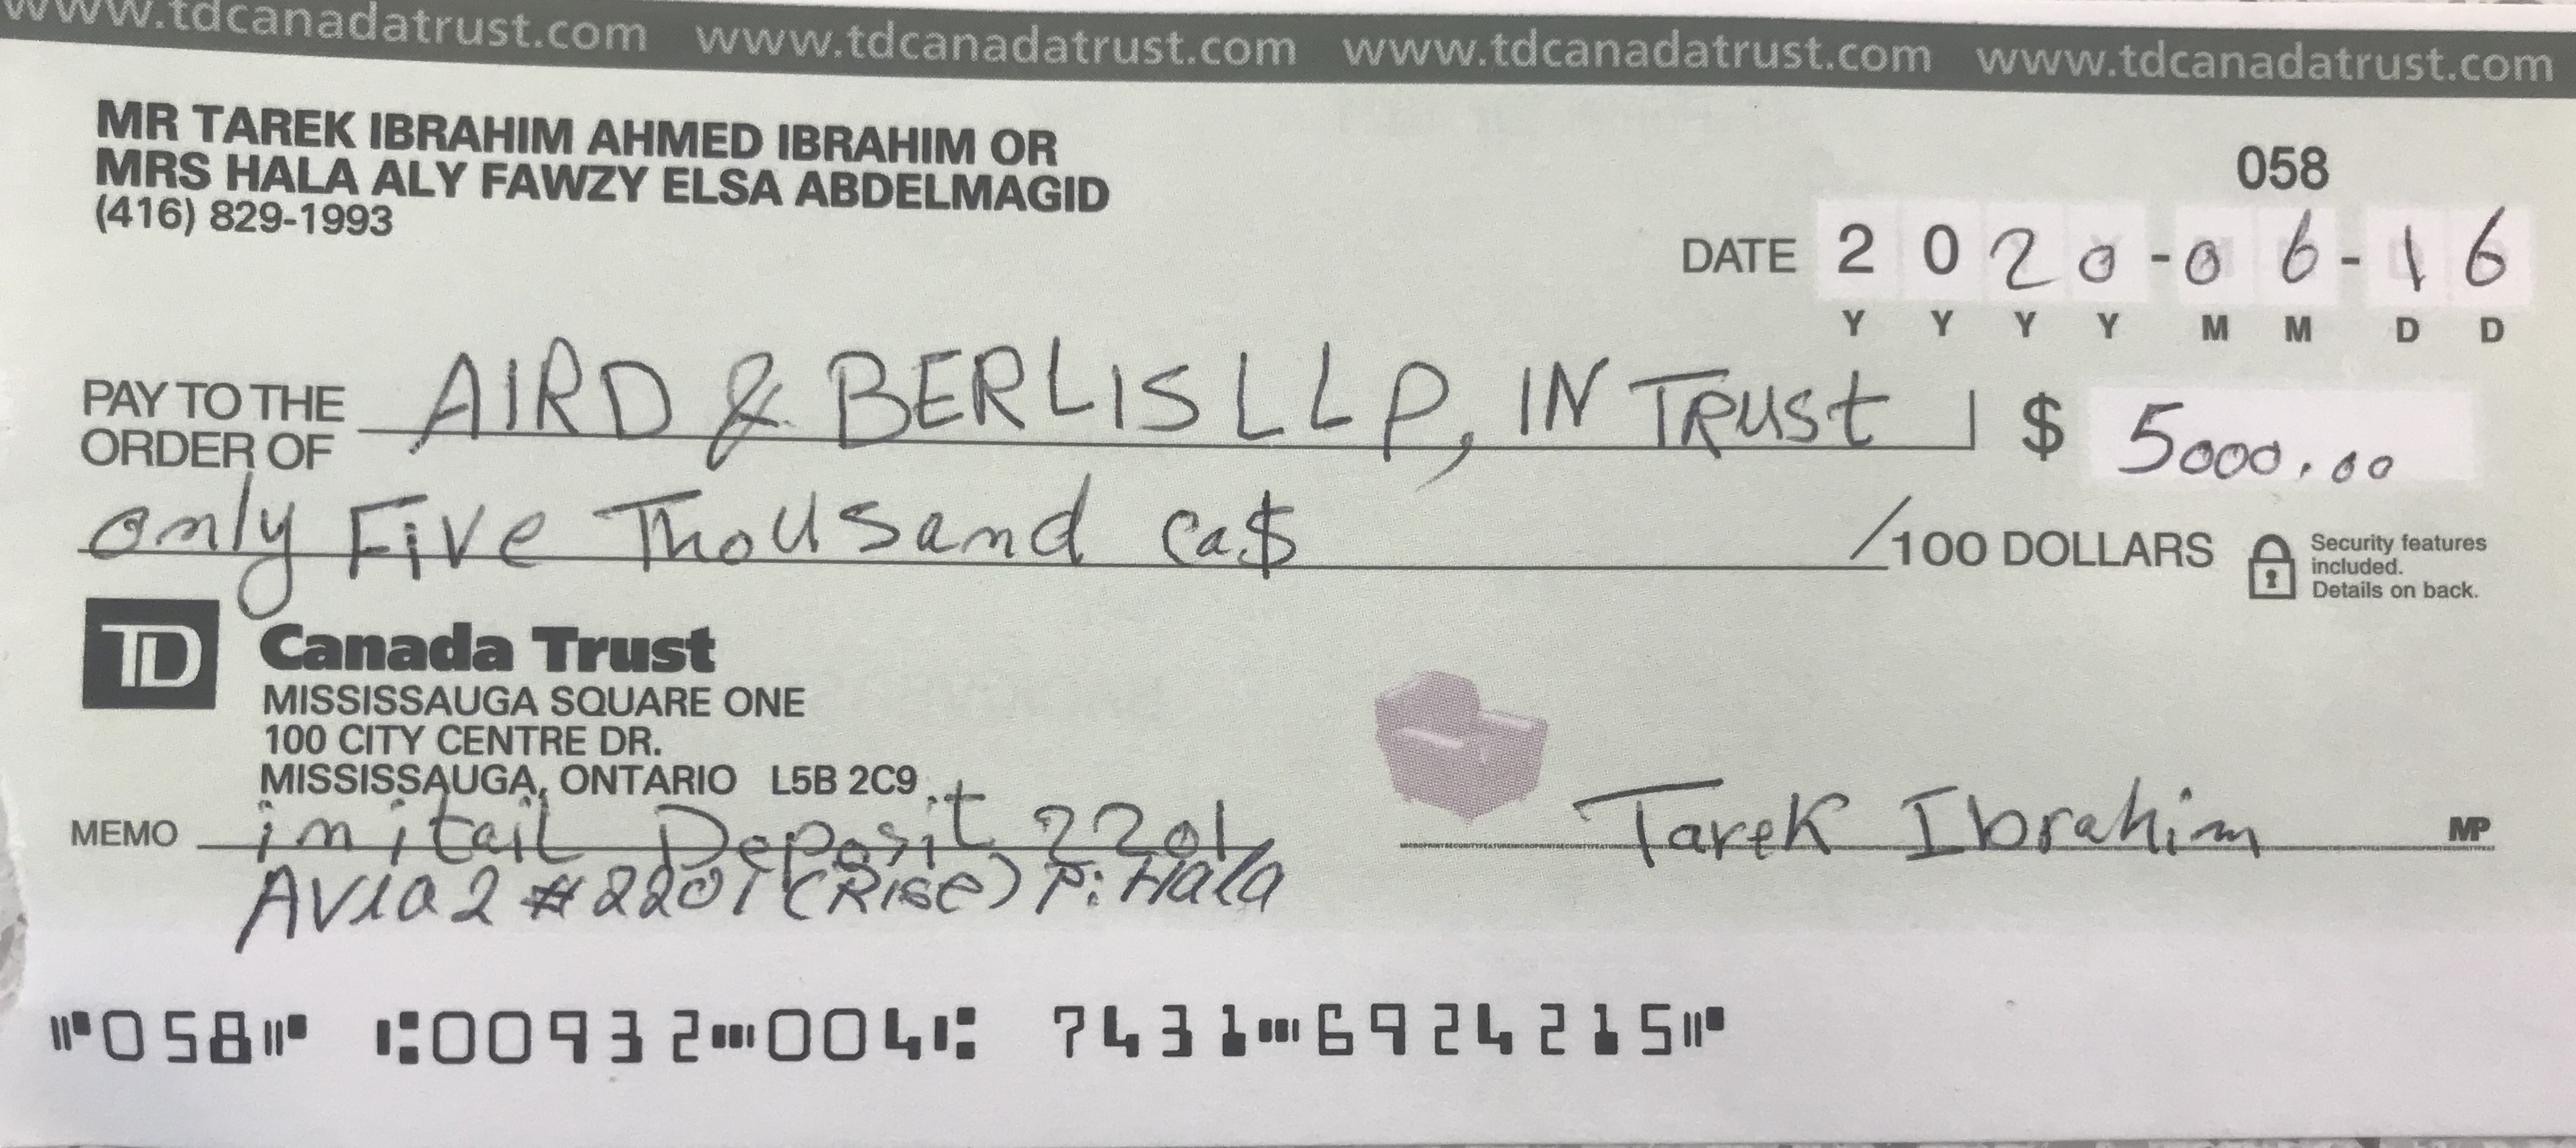 www.tdcanadatrust.com www.tdcanadatrust.com www.tdcanadatrust.com www.tdcanadatrust.com
MR TAREK IBRAHIM AHMED IBRAHIM OR
MRS HALA ALY FAWZY ELSA ABDELMAGID
(416) 829-1993
058
DATE 2020-06-16
Y Y Y Y M M D D
PAY TO THE ORDER OF AIRD & BERLIS LLP, IN TRUSt $ 5000.00
only Five Thousand ca$ /100 DOLLARS
Security features
included.
Details on back.
TD Canada Trust
MISSISSAUGA SQUARE ONE
100 CITY CENTRE DR.
MISSISSAUGA, ONTARIO L5B 2C9
MEMO initail Deposit 2201 Tarek Ibrahim MP
AVIA 2 #2201 (Rise) P: Hala
⑈058⑈ ⑆00932⑉004⑆ 7431⑉6924215⑈